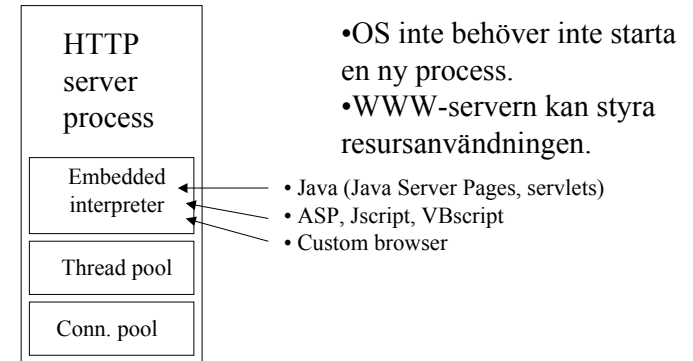 HTTP
server
process
Embedded
interpreter
Thread pool
Conn. pool
•OS inte behöver inte starta
en ny process.
•WWW-servern kan styra
resursanvändningen.
• Java (Java Server Pages, servlets)
• ASP, Jscript, VBscript
• Custom browser